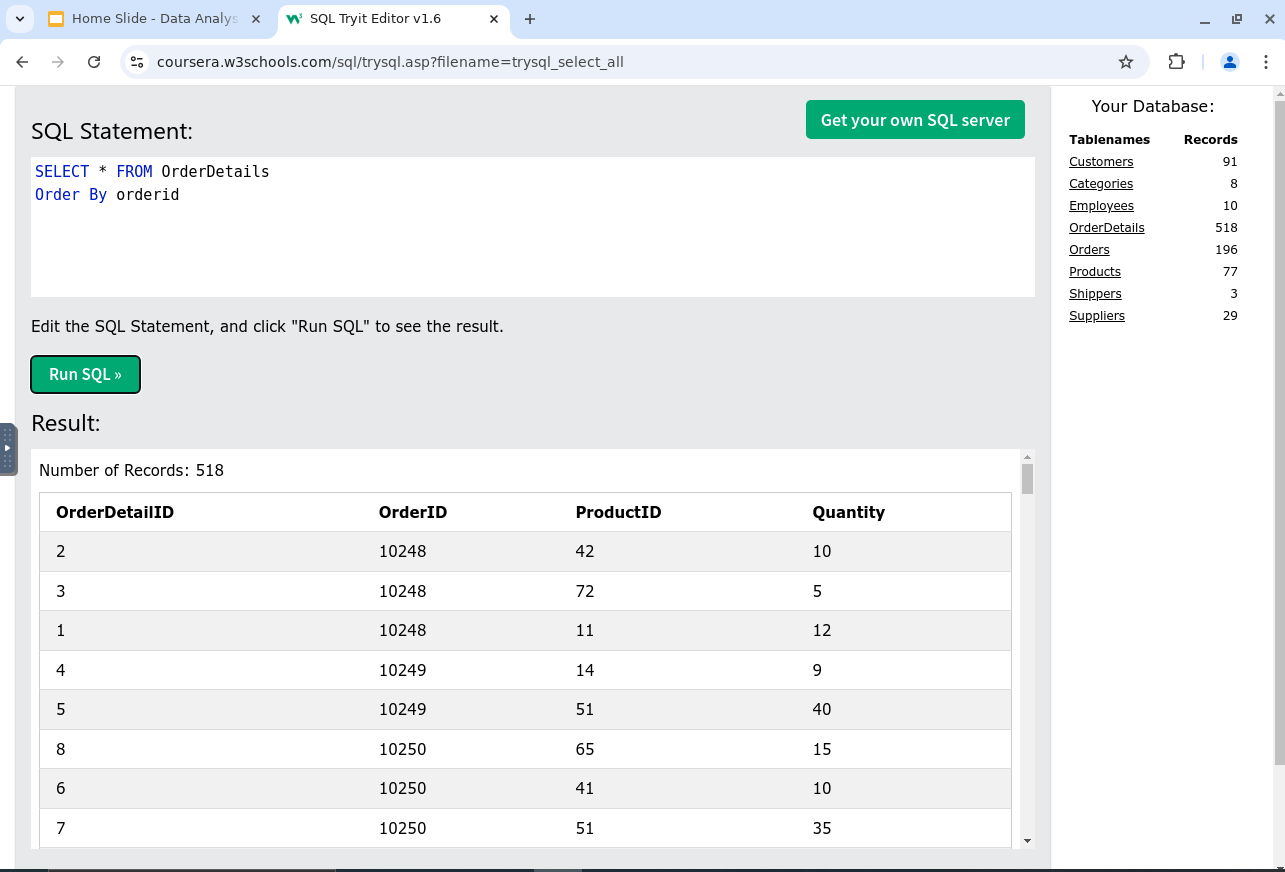 Home Slide - Data Analys
SQL Tryit Editor v1.6
coursera.w3schools.com/sql/trysql.asp?filename=trysql_select_all
SQL Statement:
Get your own SQL server
SELECT * FROM OrderDetails
Order By orderid
Edit the SQL Statement, and click "Run SQL" to see the result.
Run SQL »
Result:
Number of Records: 518
OrderDetailID OrderID ProductID Quantity
2 10248 42 10
3 10248 72 5
1 10248 11 12
4 10249 14 9
5 10249 51 40
8 10250 65 15
6 10250 41 10
7 10250 51 35
Your Database:
Tablenames Records
Customers 91
Categories 8
Employees 10
OrderDetails 518
Orders 196
Products 77
Shippers 3
Suppliers 29